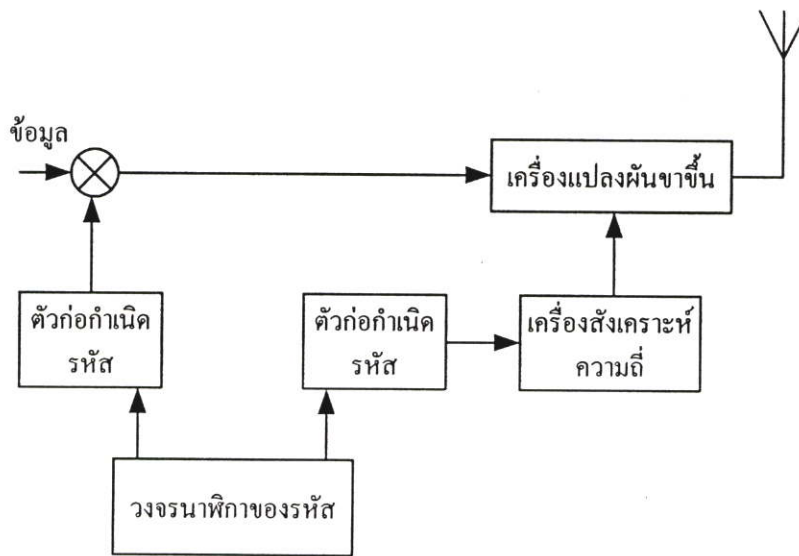 ข้อมูล
เครื่องแปลงผันขาขึ้น
ตัวก่อกำเนิด
รหัส
ตัวก่อกำเนิด
รหัส
เครื่องสังเคราะห์
ความถี่
วงจรนาฬิกาของรหัส